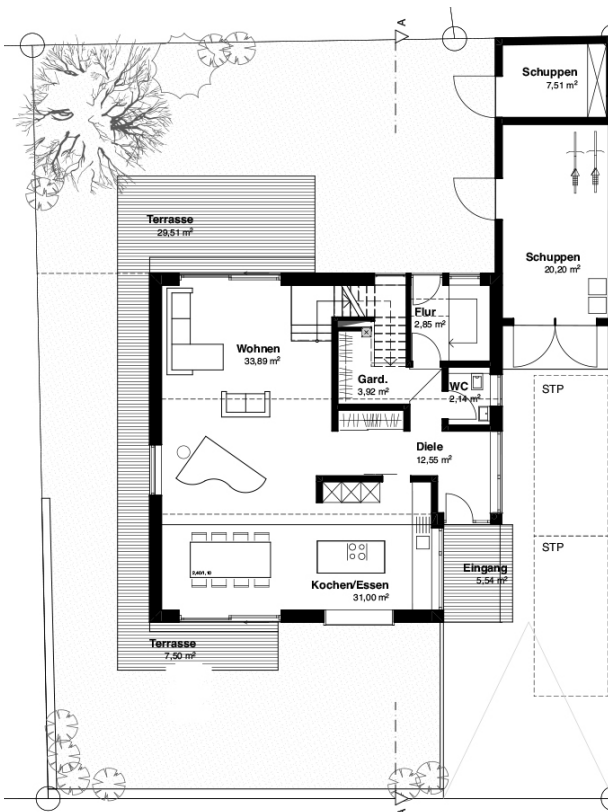 A
Schuppen
7,51 m²
Terrasse
29,51 m²
Schuppen
20,20 m²
Flur
2,85 m²
Wohnen
33,89 m²
Gard.
3,92 m²
WC
2,14 m²
STP
Diele
12,55 m²
STP
Eingang
5,54 m²
Kochen/Essen
31,00 m²
Terrasse
7,50 m²
A